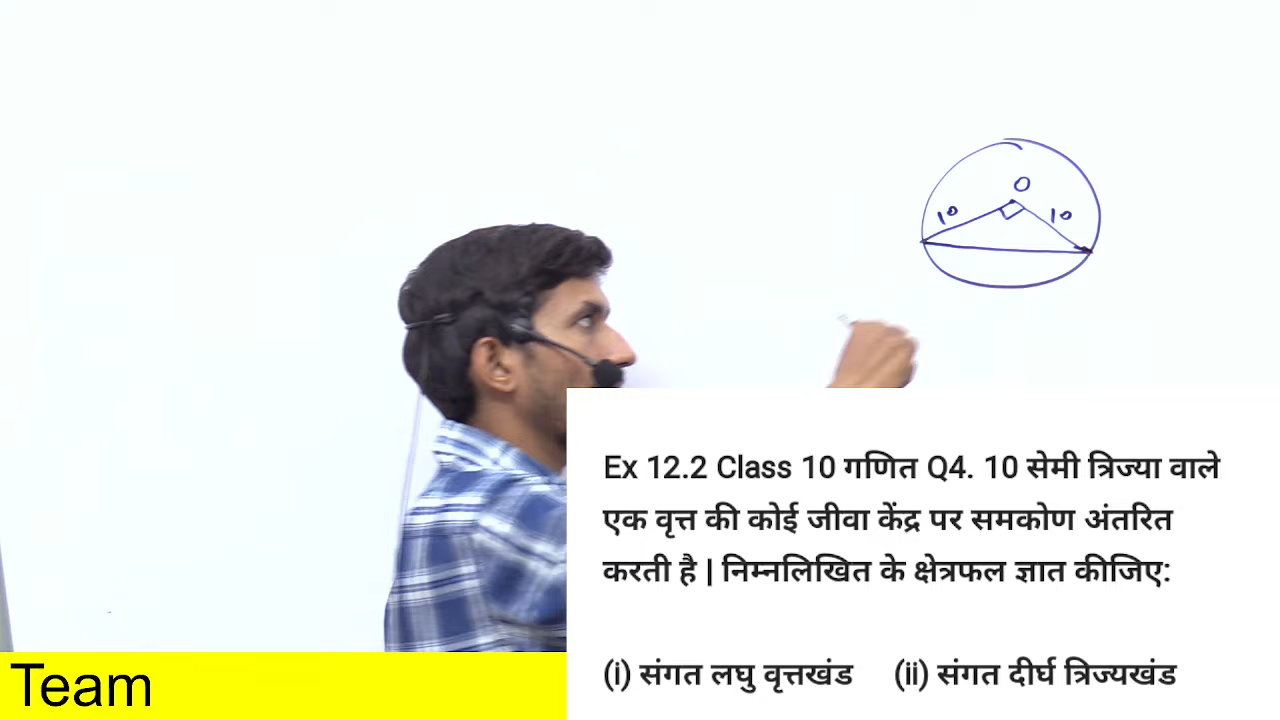 O
10
10
Ex 12.2 Class 10 गणित Q4. 10 सेमी त्रिज्या वाले
एक वृत्त की कोई जीवा केंद्र पर समकोण अंतरित
करती है | निम्नलिखित के क्षेत्रफल ज्ञात कीजिए:
(i) संगत लघु वृत्तखंड (ii) संगत दीर्घ त्रिज्यखंड
Team